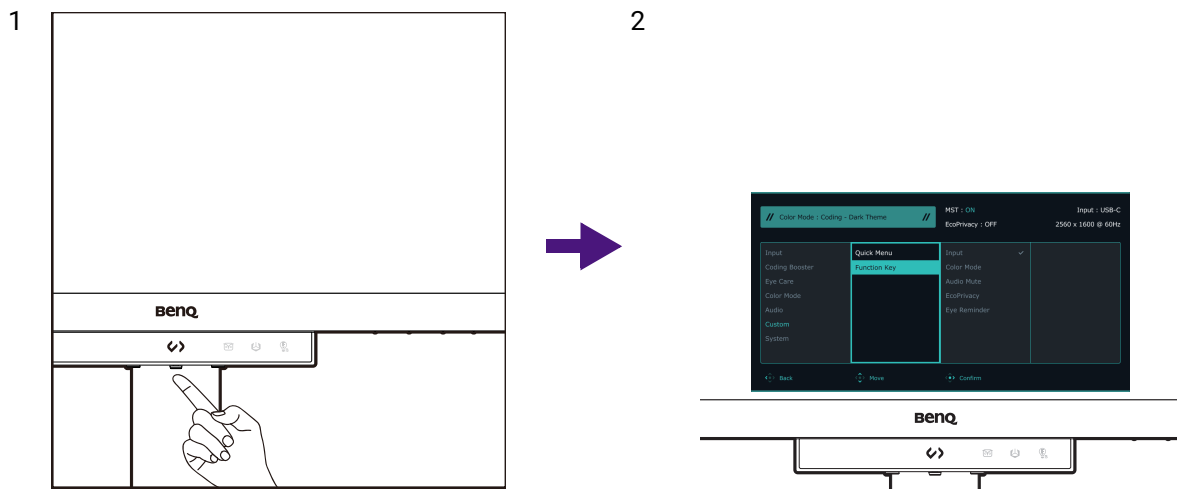 1
2
BenQ
Color Mode : Coding - Dark Theme
MST : ON
Input : USB-C
EcoPrivacy : OFF
2560 x 1600 @ 60Hz
Input
Coding Booster
Eye Care
Color Mode
Audio
Custom
System
Quick Menu
Function Key
Input
Color Mode
Audio Mute
EcoPrivacy
Eye Reminder
Back
Move
Confirm
BenQ